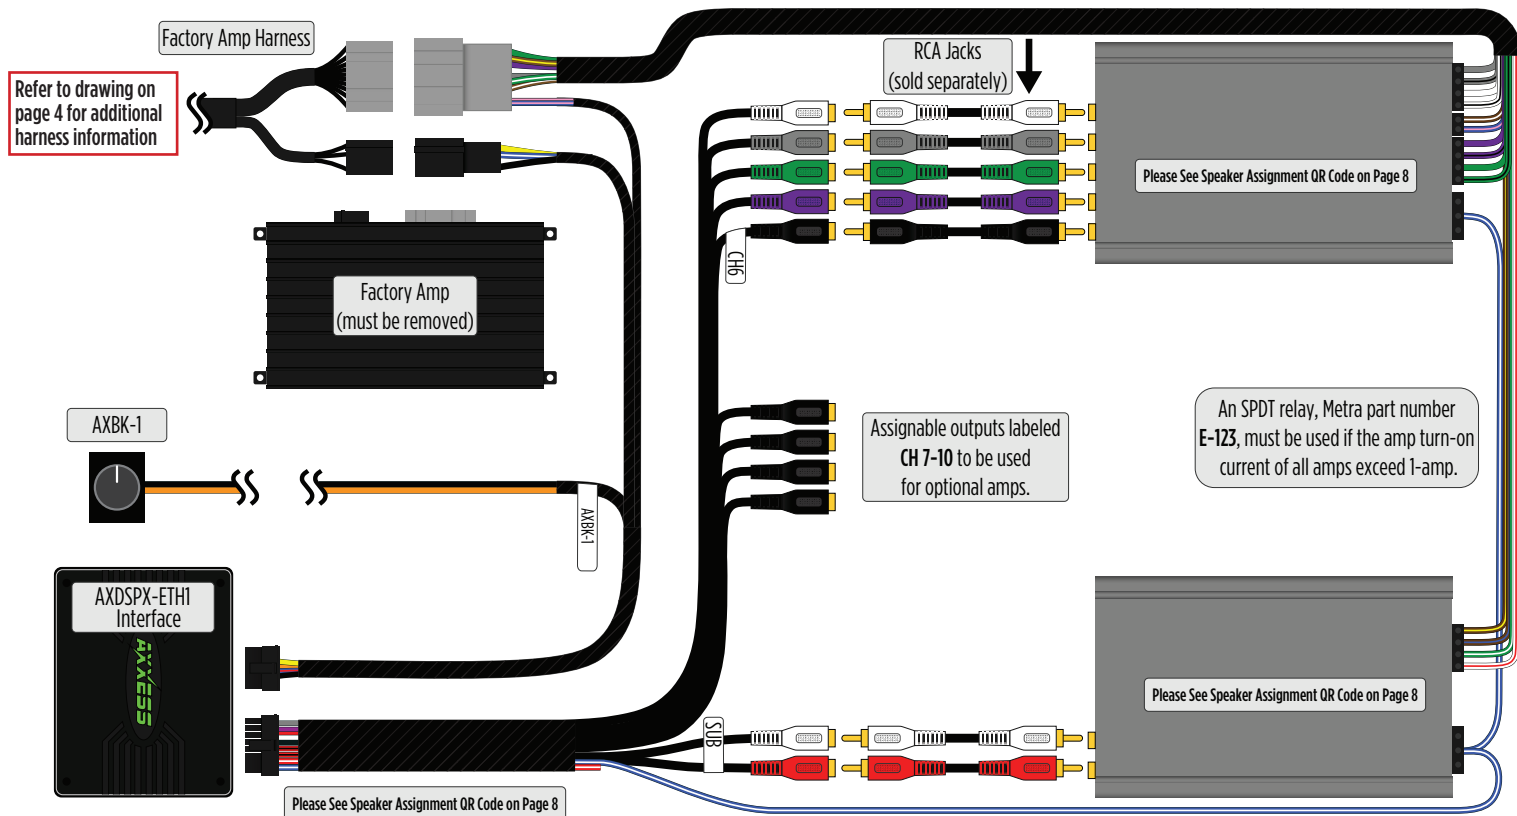 Factory Amp Harness
Refer to drawing on
page 4 for additional
harness information
RCA Jacks
(sold separately)
Please See Speaker Assignment QR Code on Page 8
CH6
Factory Amp
(must be removed)
AXBK-1
Assignable outputs labeled
CH 7-10 to be used
for optional amps.
An SPDT relay, Metra part number
E-123, must be used if the amp turn-on
current of all amps exceed 1-amp.
AXBK-1
AXDSPX-ETH1
Interface
AXXESS
Please See Speaker Assignment QR Code on Page 8
SUB
Please See Speaker Assignment QR Code on Page 8